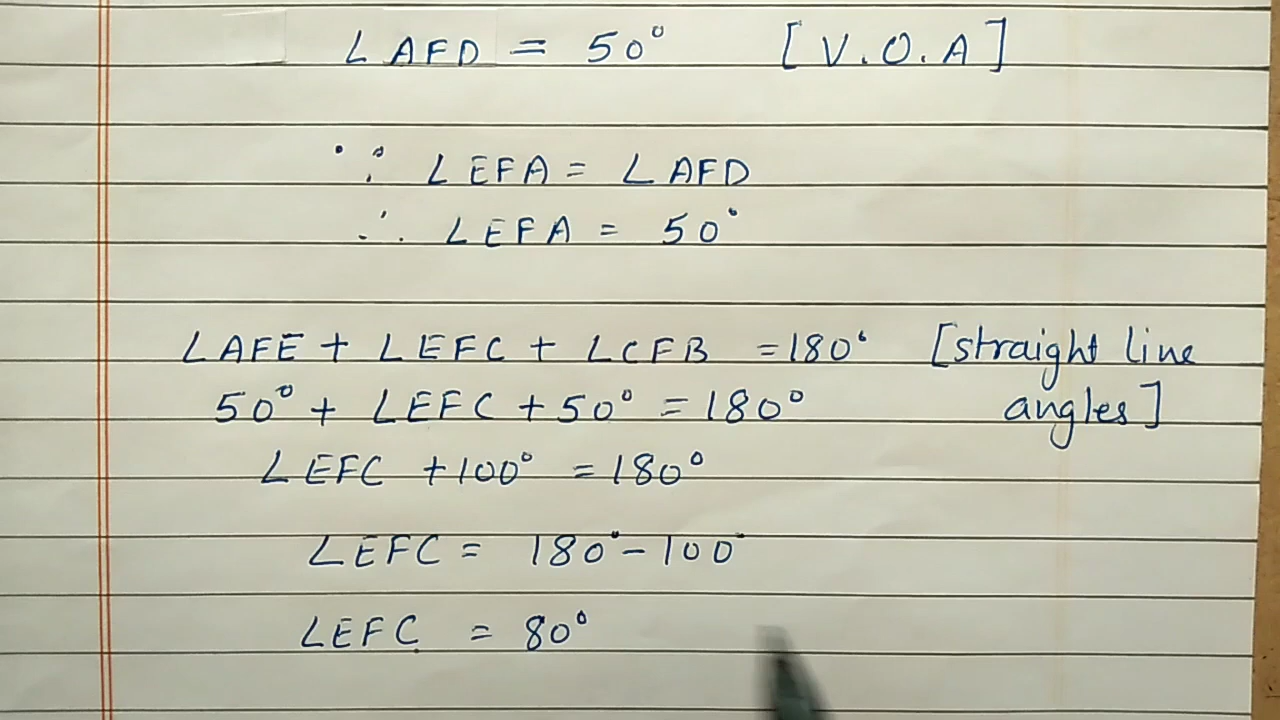 ∠AFD = 50° [V.O.A]
∵ ∠EFA = ∠AFD
∴ ∠EFA = 50°
∠AFE + ∠EFC + ∠CFB = 180° [straight line
50° + ∠EFC + 50° = 180° angles]
∠EFC + 100° = 180°
∠EFC = 180° - 100°
∠EFC = 80°